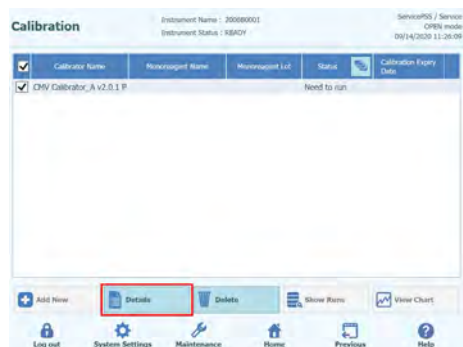 Calibration
Instrument Name : 200880001
Instrument Status : READY
ServicePSS / Service
OPEN mode
09/14/2020 11:26:09
Calibrator Name
Monoreagent Name
Monoreagent Lot
Status
Calibration Expiry Date
CMV Calibrator_A v2.0.1 P
Need to run
Add New
Details
Delete
Show Runs
View Chart
Log out
System Settings
Maintenance
Home
Previous
Help